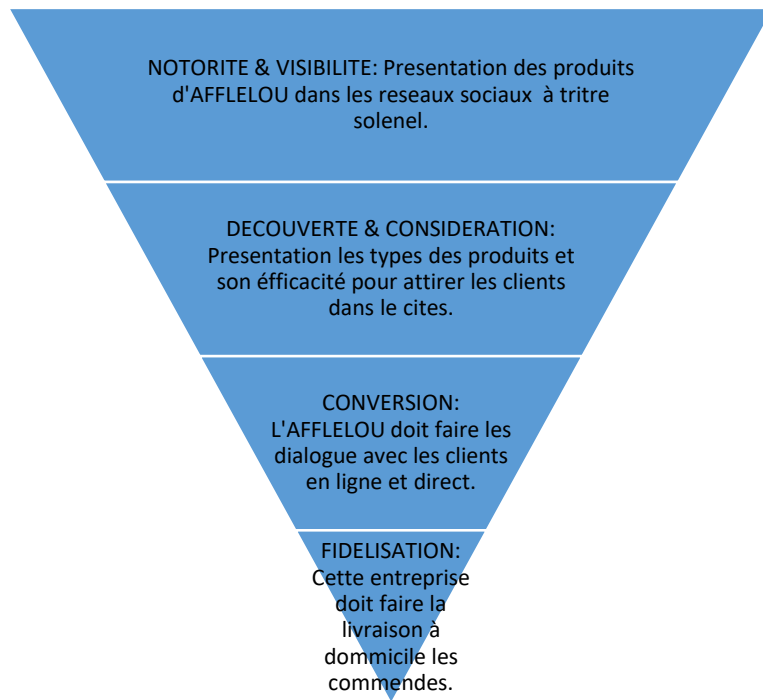 NOTORITE & VISIBILITE: Presentation des produits
d'AFFLELOU dans les reseaux sociaux à tritre
solenel.
DECOUVERTE & CONSIDERATION:
Presentation les types des produits et
son éfficacité pour attirer les clients
dans le cites.
CONVERSION:
L'AFFLELOU doit faire les
dialogue avec les clients
en ligne et direct.
FIDELISATION:
Cette entreprise
doit faire la
livraison à
dommicile les
commendes.